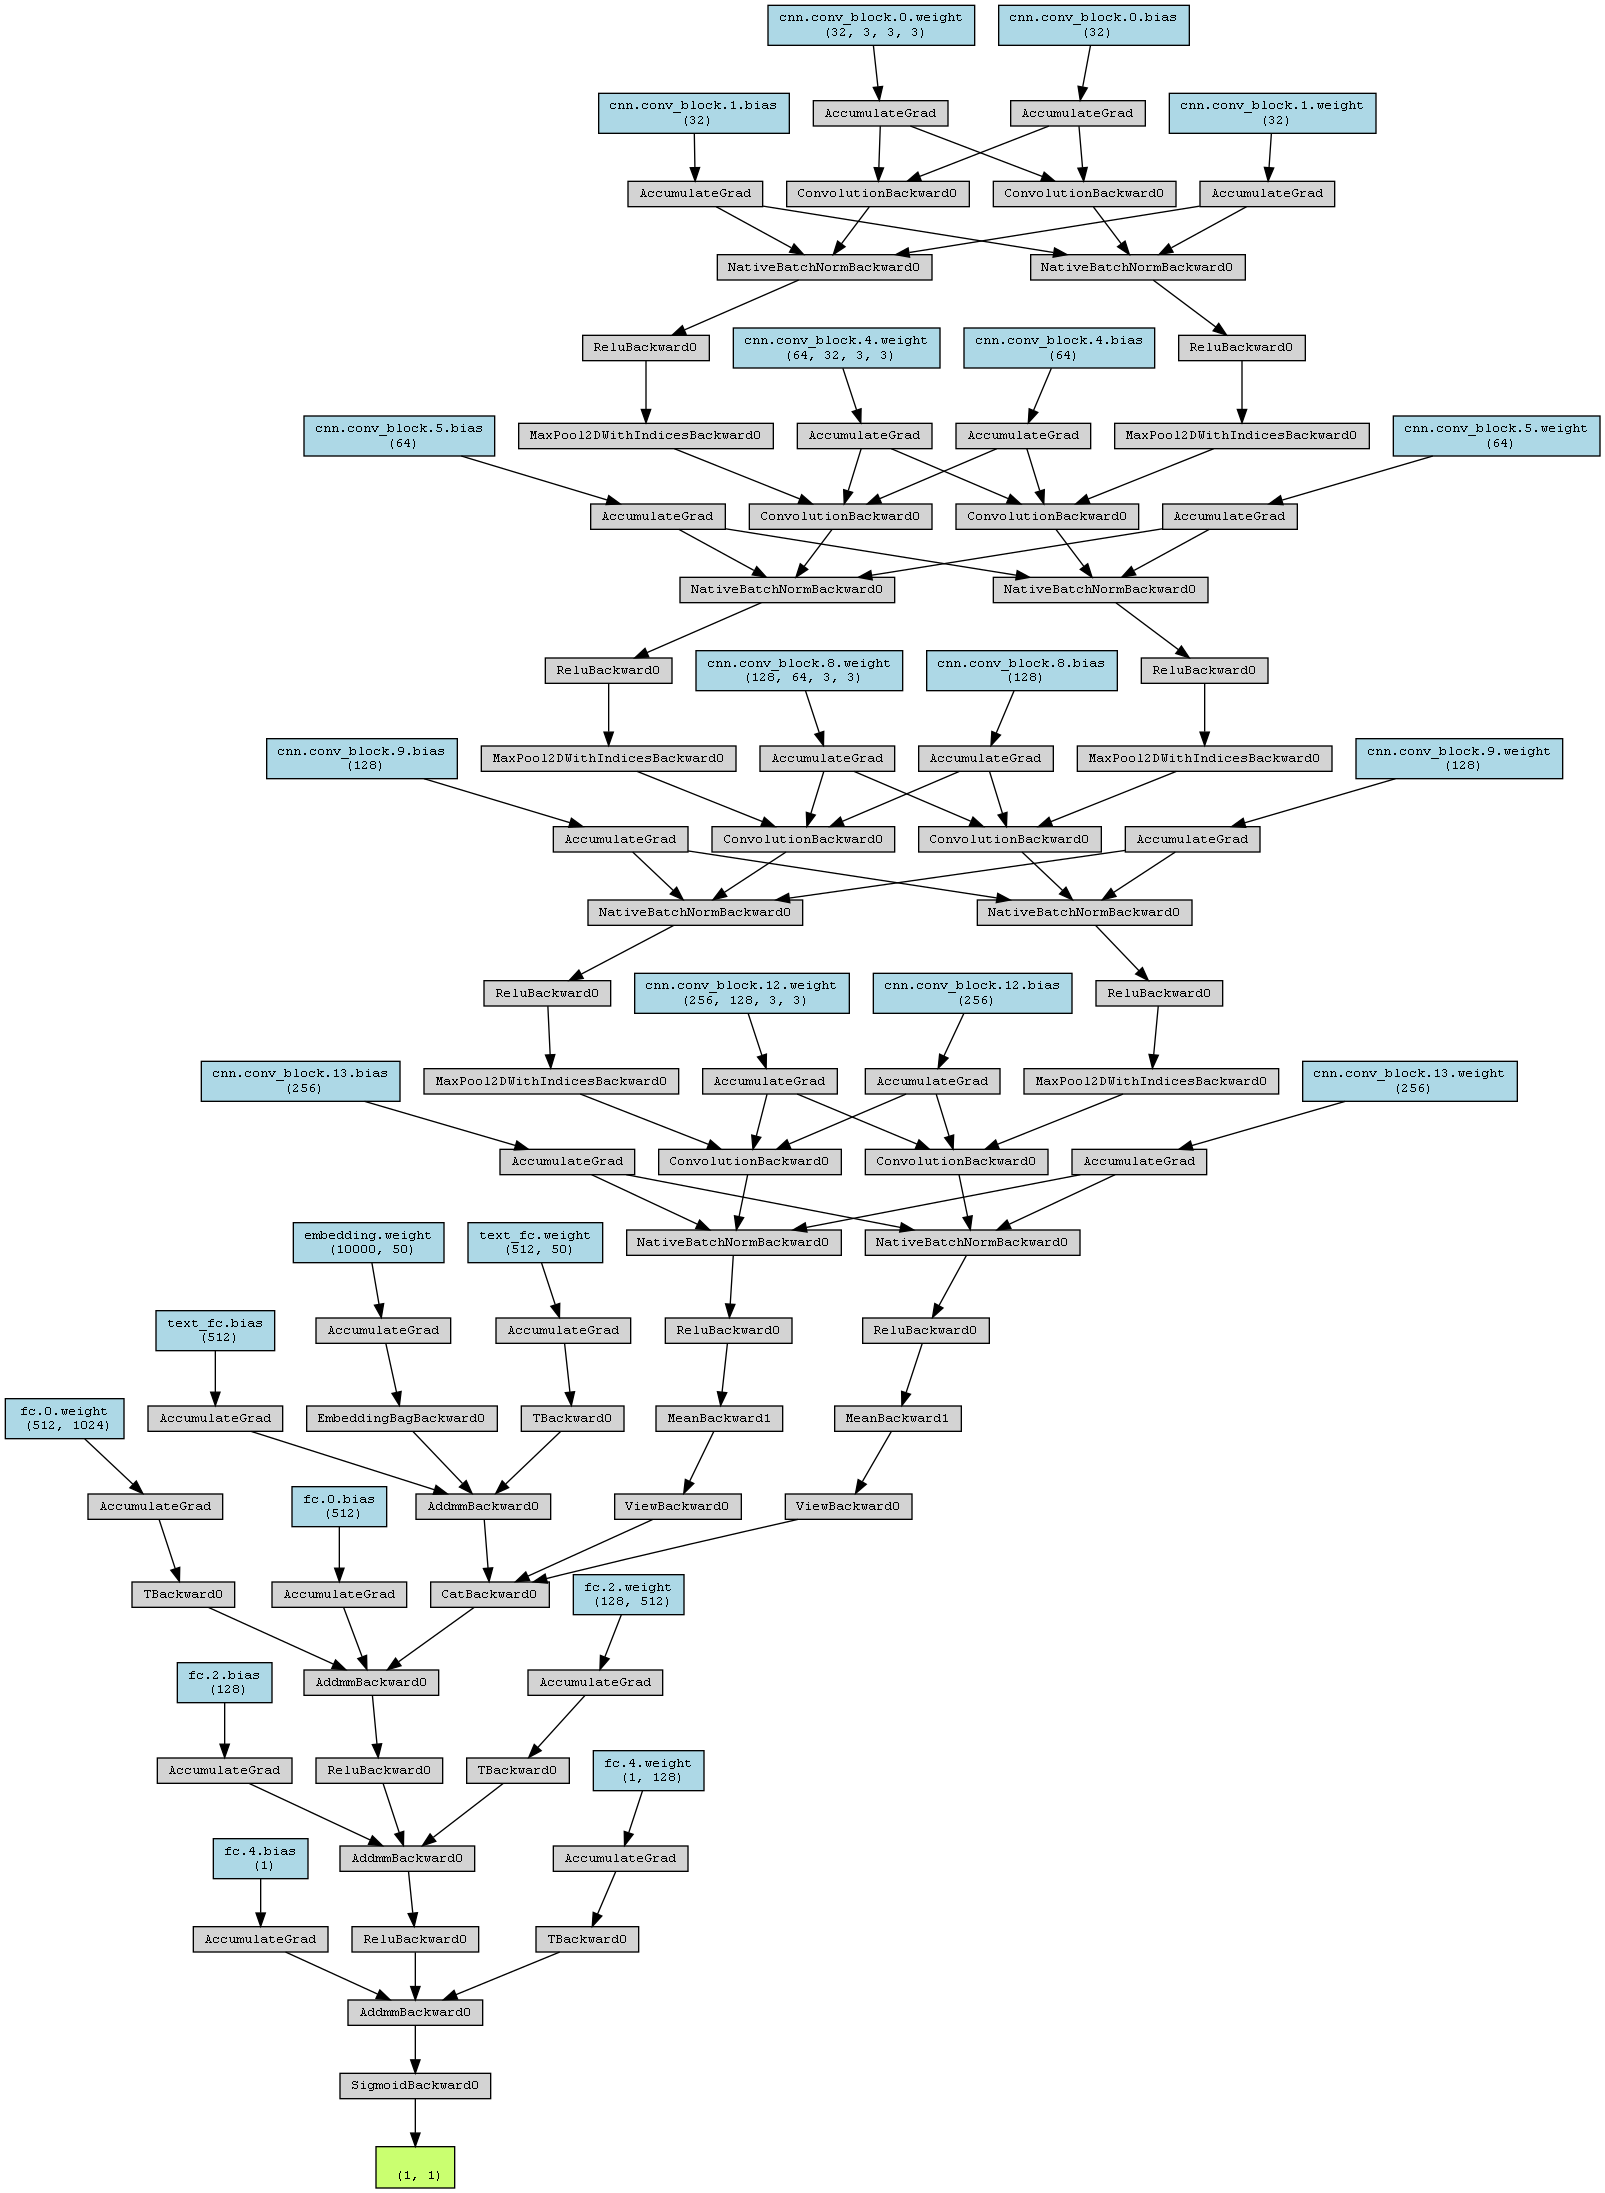 cnn.conv_block.0.weight
(32, 3, 3, 3)
cnn.conv_block.0.bias
(32)
cnn.conv_block.1.bias
(32)
AccumulateGrad
AccumulateGrad
cnn.conv_block.1.weight
(32)
AccumulateGrad
ConvolutionBackward0
ConvolutionBackward0
AccumulateGrad
NativeBatchNormBackward0
NativeBatchNormBackward0
ReluBackward0
cnn.conv_block.4.weight
(64, 32, 3, 3)
cnn.conv_block.4.bias
(64)
ReluBackward0
cnn.conv_block.5.bias
(64)
MaxPool2DWithIndicesBackward0
AccumulateGrad
AccumulateGrad
MaxPool2DWithIndicesBackward0
cnn.conv_block.5.weight
(64)
AccumulateGrad
ConvolutionBackward0
ConvolutionBackward0
AccumulateGrad
NativeBatchNormBackward0
NativeBatchNormBackward0
ReluBackward0
cnn.conv_block.8.weight
(128, 64, 3, 3)
cnn.conv_block.8.bias
(128)
ReluBackward0
cnn.conv_block.9.bias
(128)
MaxPool2DWithIndicesBackward0
AccumulateGrad
AccumulateGrad
MaxPool2DWithIndicesBackward0
cnn.conv_block.9.weight
(128)
AccumulateGrad
ConvolutionBackward0
ConvolutionBackward0
AccumulateGrad
NativeBatchNormBackward0
NativeBatchNormBackward0
ReluBackward0
cnn.conv_block.12.weight
(256, 128, 3, 3)
cnn.conv_block.12.bias
(256)
ReluBackward0
cnn.conv_block.13.bias
(256)
MaxPool2DWithIndicesBackward0
AccumulateGrad
AccumulateGrad
MaxPool2DWithIndicesBackward0
cnn.conv_block.13.weight
(256)
AccumulateGrad
ConvolutionBackward0
ConvolutionBackward0
AccumulateGrad
embedding.weight
(10000, 50)
text_fc.weight
(512, 50)
NativeBatchNormBackward0
NativeBatchNormBackward0
text_fc.bias
(512)
AccumulateGrad
AccumulateGrad
ReluBackward0
ReluBackward0
fc.0.weight
(512, 1024)
AccumulateGrad
EmbeddingBagBackward0
TBackward0
MeanBackward1
MeanBackward1
AccumulateGrad
fc.0.bias
(512)
AddmmBackward0
ViewBackward0
ViewBackward0
TBackward0
AccumulateGrad
CatBackward0
fc.2.weight
(128, 512)
fc.2.bias
(128)
AddmmBackward0
AccumulateGrad
AccumulateGrad
ReluBackward0
TBackward0
fc.4.weight
(1, 128)
fc.4.bias
(1)
AddmmBackward0
AccumulateGrad
AccumulateGrad
ReluBackward0
TBackward0
AddmmBackward0
SigmoidBackward0
(1, 1)